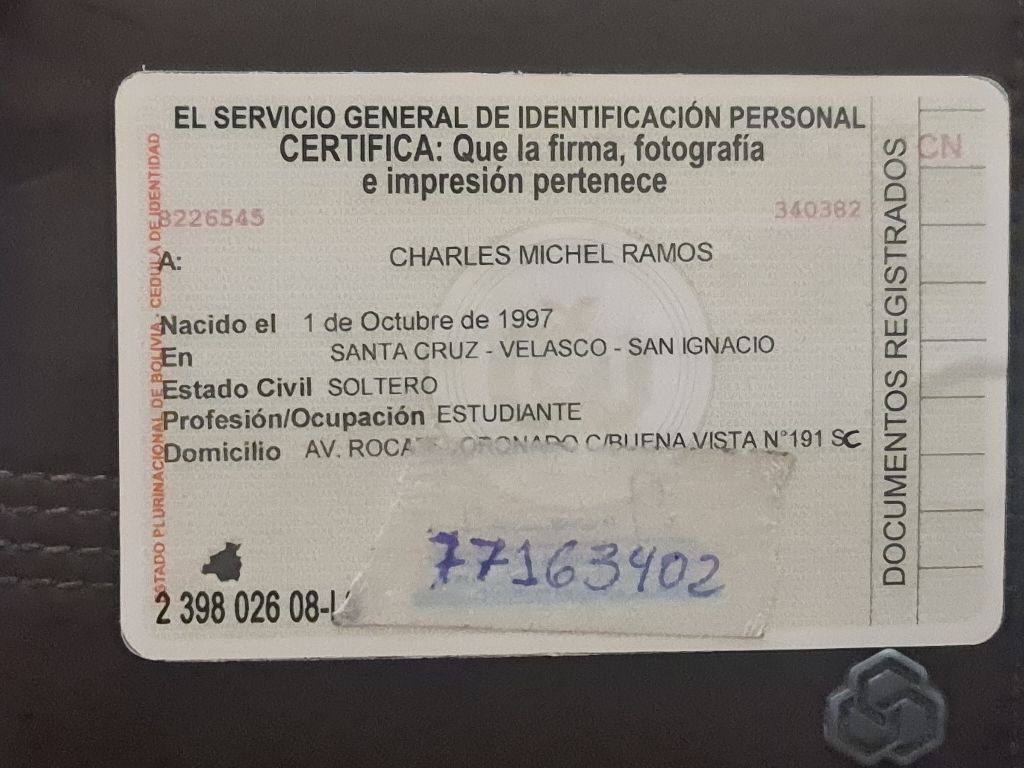 EL SERVICIO GENERAL DE IDENTIFICACIÓN PERSONAL
CERTIFICA: Que la firma, fotografía
e impresión pertenece
8226545 340382
A: CHARLES MICHEL RAMOS
Nacido el 1 de Octubre de 1997
En SANTA CRUZ - VELASCO - SAN IGNACIO
Estado Civil SOLTERO
Profesión/Ocupación ESTUDIANTE
Domicilio AV. ROCA CORONADO C/BUENA VISTA N°191 SC
77163402
2 398 026 08-
ESTADO PLURINACIONAL DE BOLIVIA - CEDULA DE IDENTIDAD
DOCUMENTOS REGISTRADOS
CN